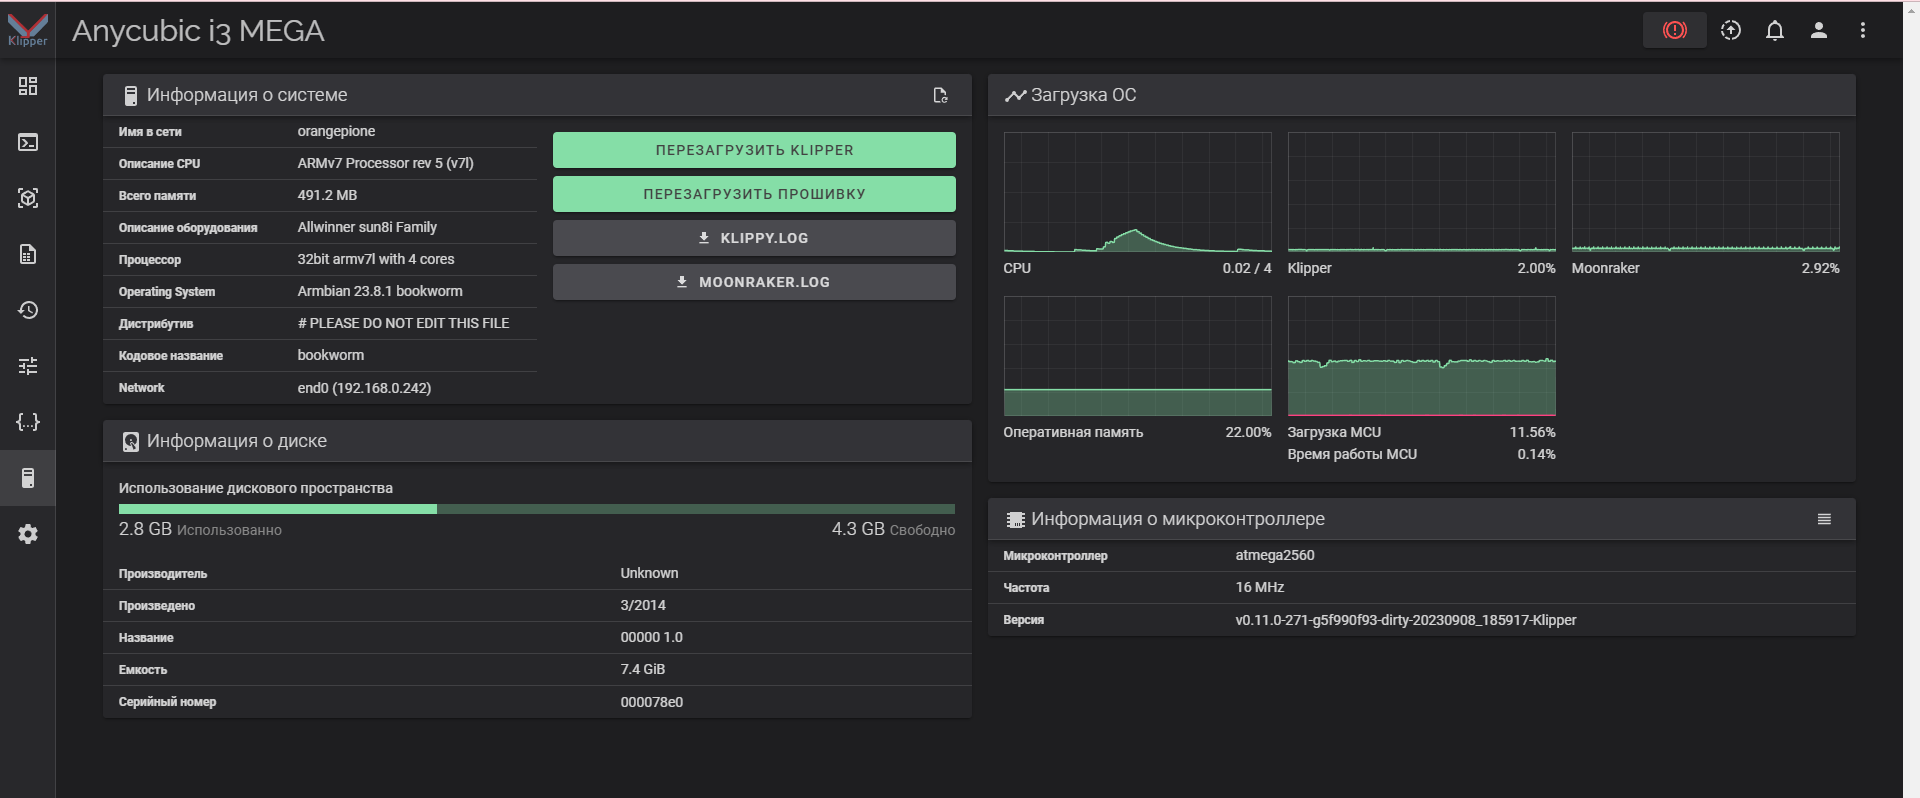 Klipper
Anycubic i3 MEGA
Информация о системе
Имя в сети orangepione
Описание CPU ARMv7 Processor rev 5 (v7l)
Всего памяти 491.2 MB
Описание оборудования Allwinner sun8i Family
Процессор 32bit armv7l with 4 cores
Operating System Armbian 23.8.1 bookworm
Дистрибутив # PLEASE DO NOT EDIT THIS FILE
Кодовое название bookworm
Network end0 (192.168.0.242)
ПЕРЕЗАГРУЗИТЬ KLIPPER
ПЕРЕЗАГРУЗИТЬ ПРОШИВКУ
KLIPPY.LOG
MOONRAKER.LOG
Информация о диске
Использование дискового пространства
2.8 GB Использованно 4.3 GB Свободно
Производитель Unknown
Произведено 3/2014
Название 00000 1.0
Емкость 7.4 GiB
Серийный номер 000078e0
Загрузка ОС
CPU 0.02 / 4
Klipper 2.00%
Moonraker 2.92%
Оперативная память 22.00%
Загрузка MCU 11.56%
Время работы MCU 0.14%
Информация о микроконтроллере
Микроконтроллер atmega2560
Частота 16 MHz
Версия v0.11.0-271-g5f990f93-dirty-20230908_185917-Klipper